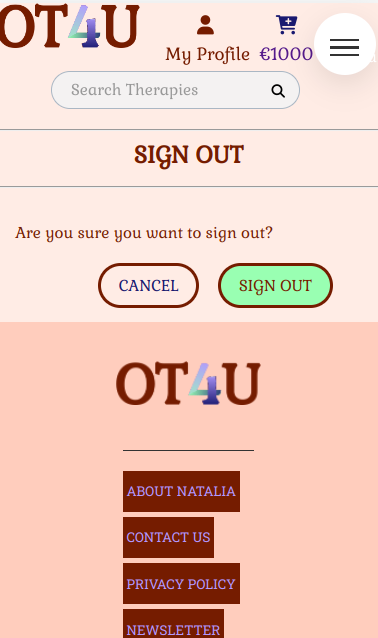 OT4U
My Profile €1000
Search Therapies
SIGN OUT
Are you sure you want to sign out?
CANCEL SIGN OUT
OT4U
ABOUT NATALIA
CONTACT US
PRIVACY POLICY
NEWSLETTER